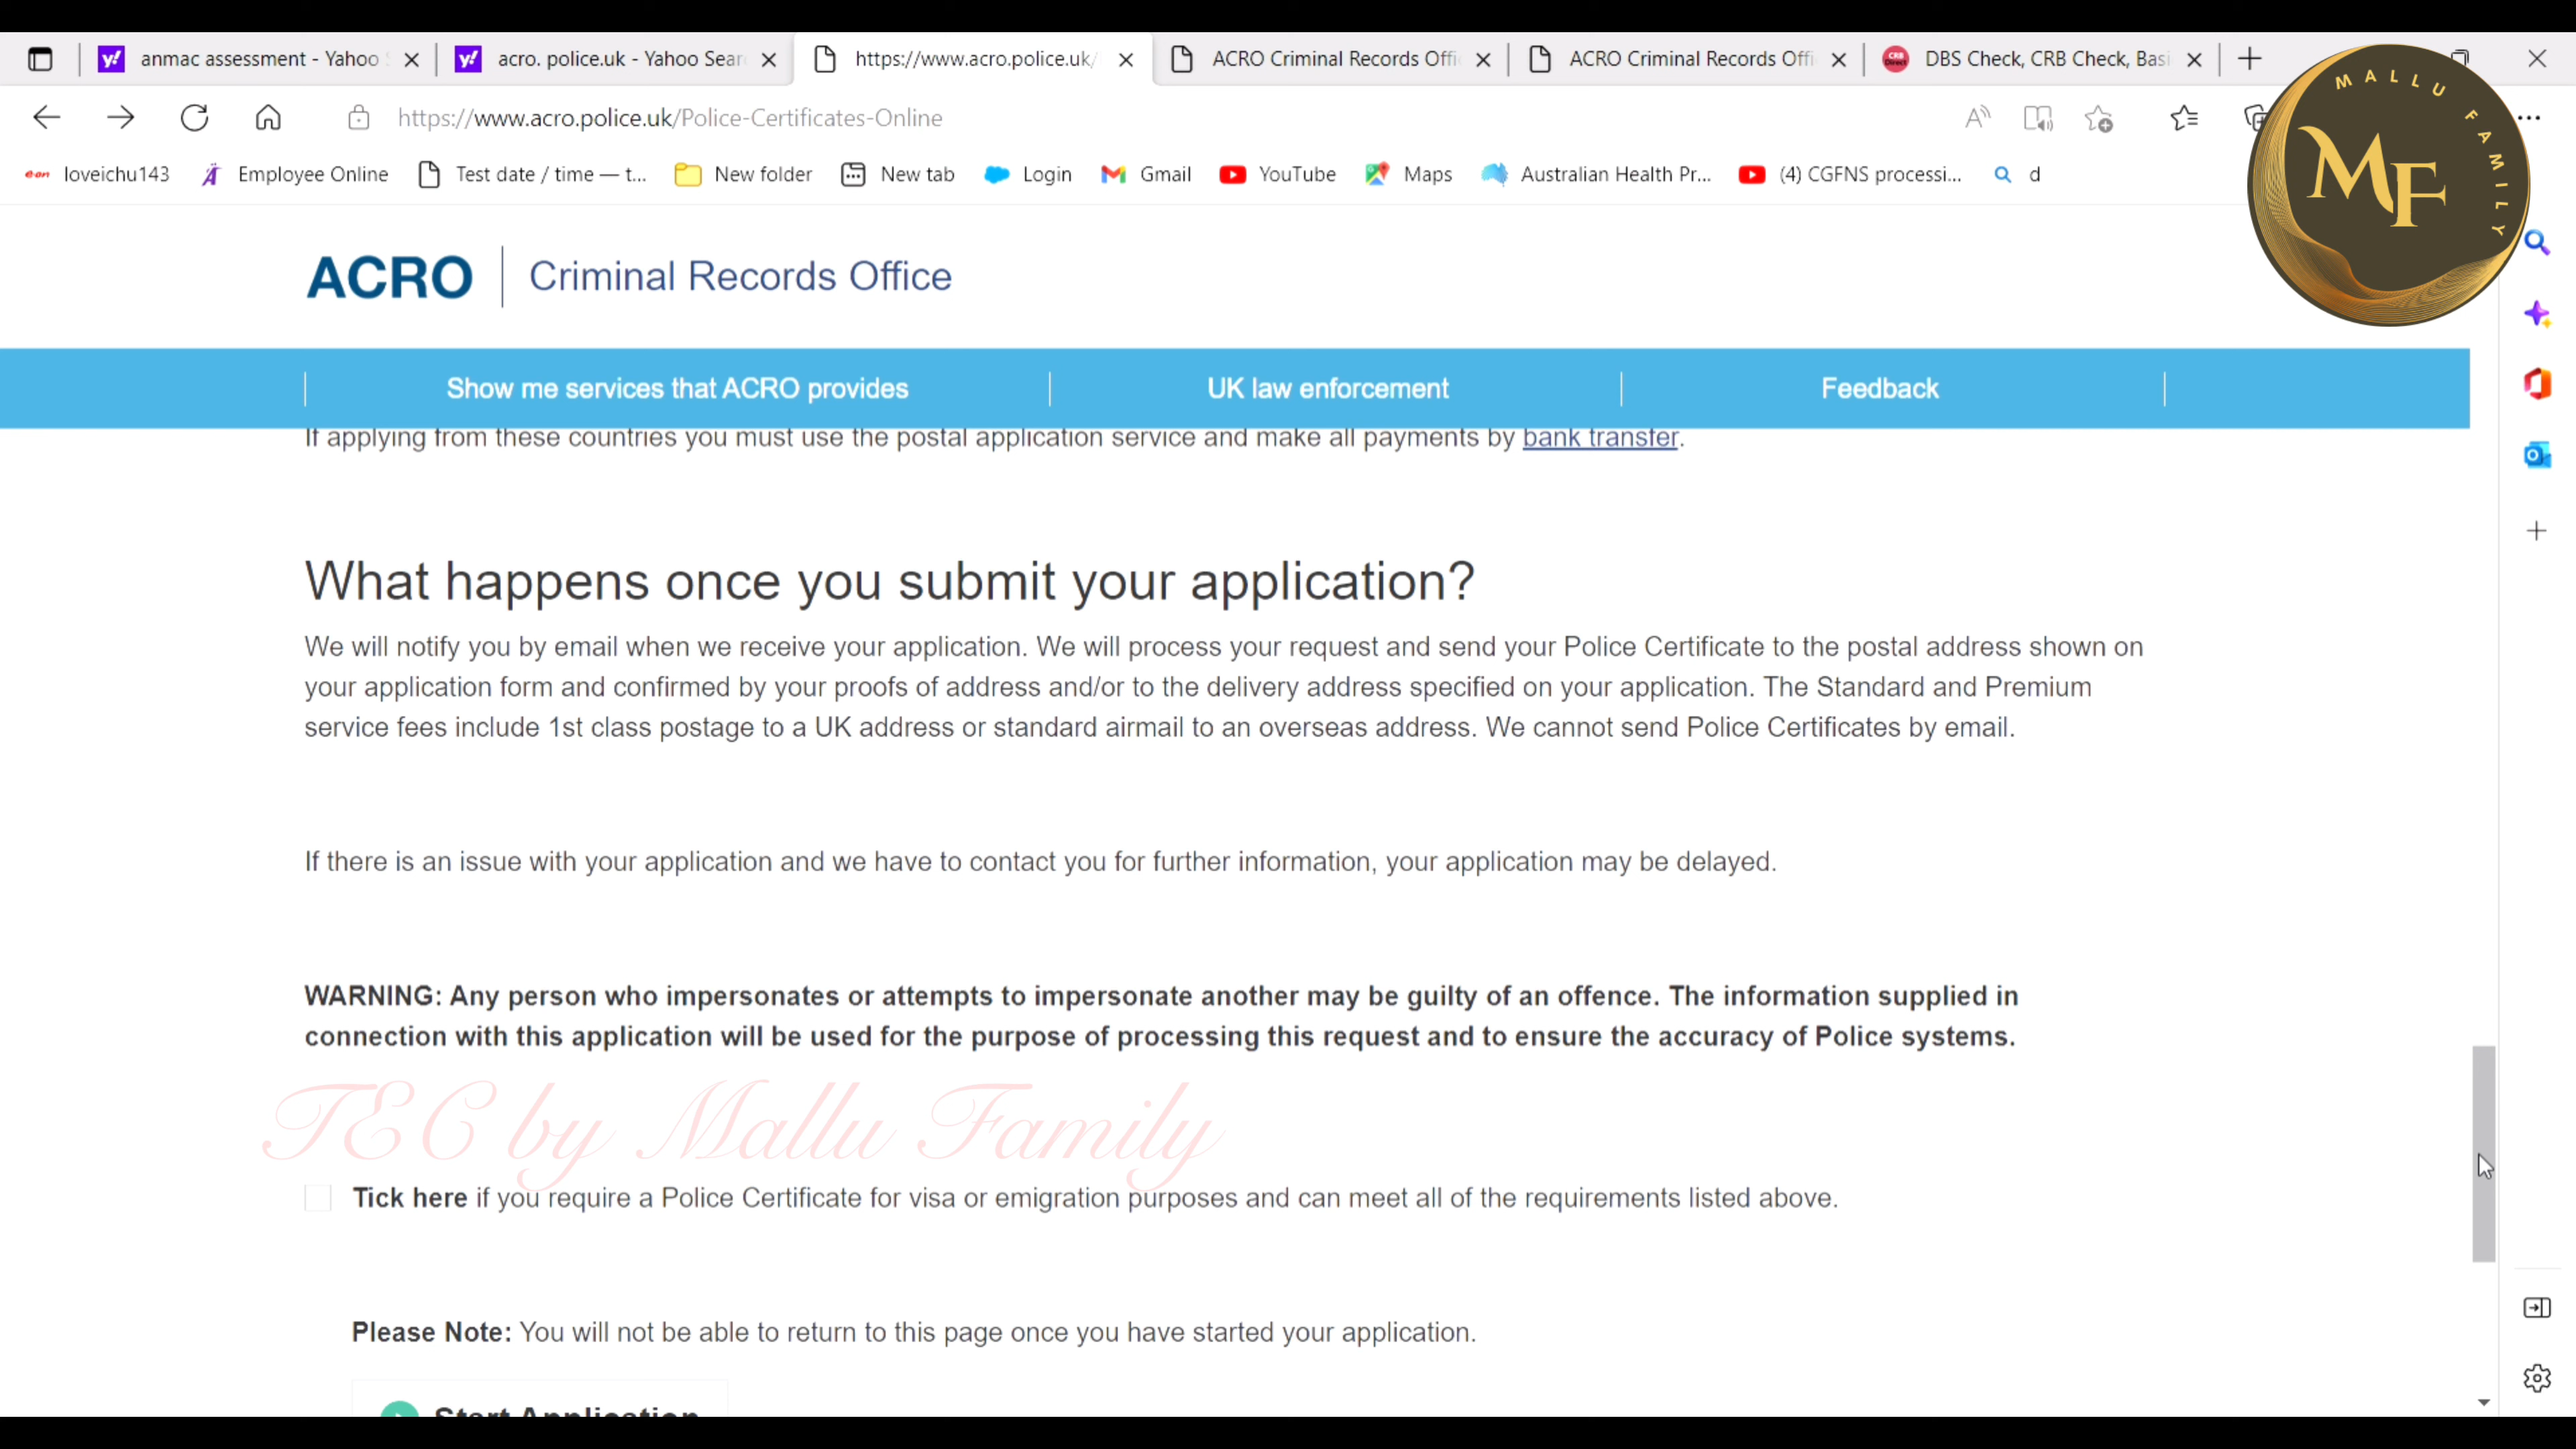 anmac assessment - Yahoo
acro. police.uk - Yahoo Sear
https://www.acro.police.uk/
ACRO Criminal Records Offi
ACRO Criminal Records Offi
DBS Check, CRB Check, Basi
https://www.acro.police.uk/Police-Certificates-Online
e·on loveichu143
Employee Online
Test date / time — t...
New folder
New tab
Login
Gmail
YouTube
Maps
Australian Health Pr...
(4) CGFNS processi...
d
MALLU FAMILY
MF
ACRO Criminal Records Office
Show me services that ACRO provides
UK law enforcement
Feedback
If applying from these countries you must use the postal application service and make all payments by bank transfer.
What happens once you submit your application?
We will notify you by email when we receive your application. We will process your request and send your Police Certificate to the postal address shown on
your application form and confirmed by your proofs of address and/or to the delivery address specified on your application. The Standard and Premium
service fees include 1st class postage to a UK address or standard airmail to an overseas address. We cannot send Police Certificates by email.
If there is an issue with your application and we have to contact you for further information, your application may be delayed.
WARNING: Any person who impersonates or attempts to impersonate another may be guilty of an offence. The information supplied in
connection with this application will be used for the purpose of processing this request and to ensure the accuracy of Police systems.
TEC by Mallu Family
Tick here if you require a Police Certificate for visa or emigration purposes and can meet all of the requirements listed above.
Please Note: You will not be able to return to this page once you have started your application.
Start Application